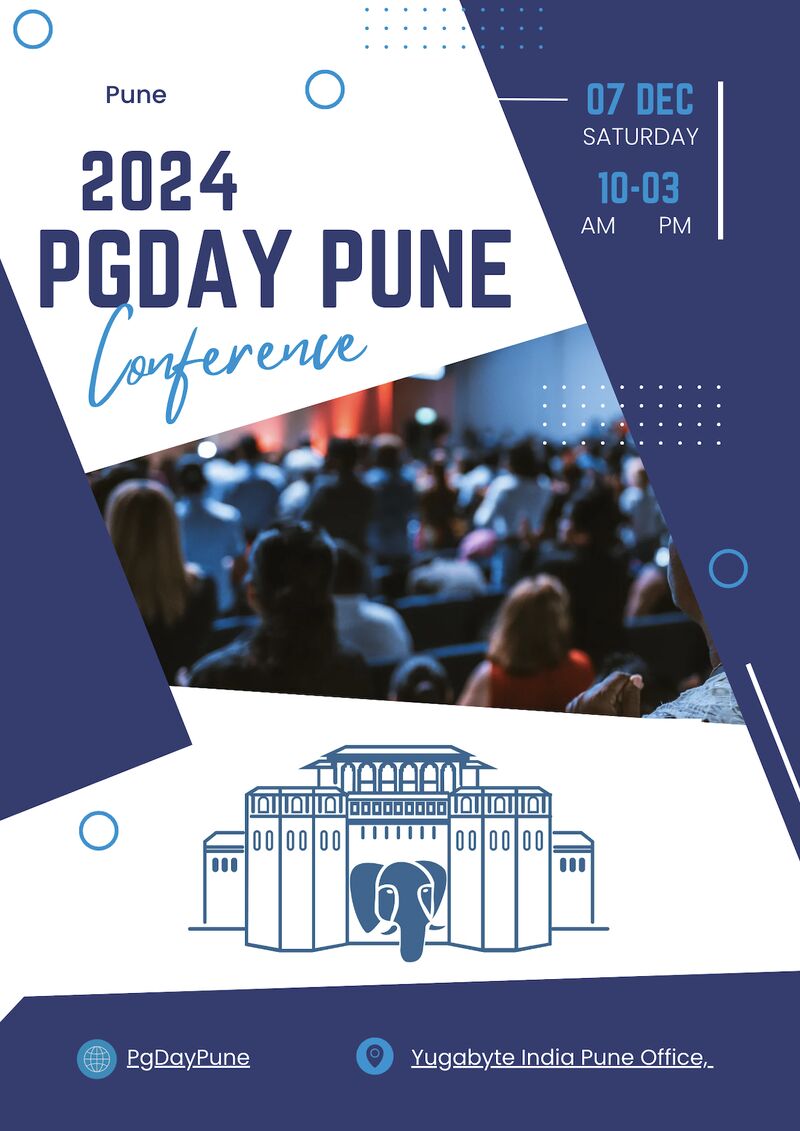 Pune
2024
PGDAY PUNE
Conference
07 DEC
SATURDAY
10-03
AM PM
PgDayPune
Yugabyte India Pune Office,